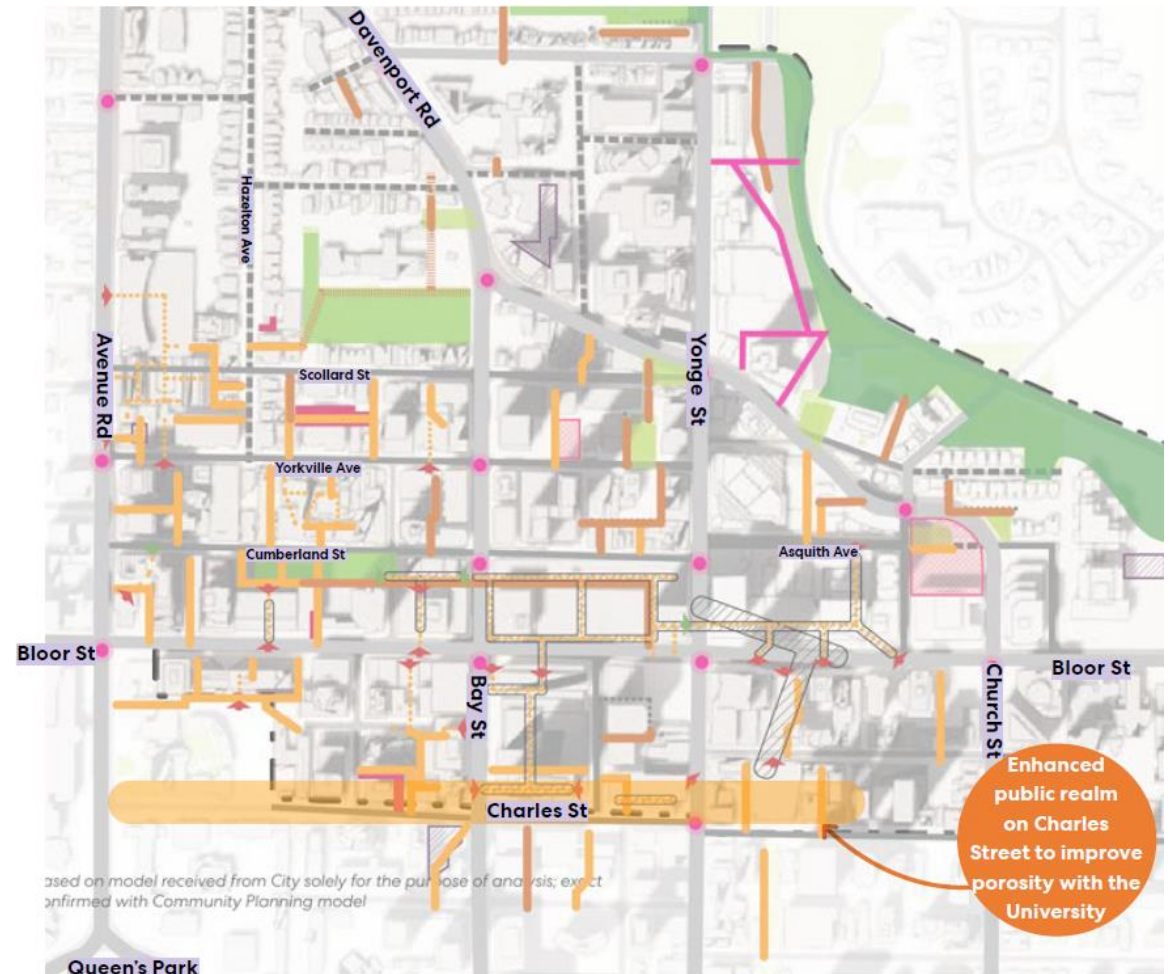 Davenport Rd
Hazelton Ave
Avenue Rd
Yonge St
Scollard St
Yorkville Ave
Cumberland St
Asquith Ave
Bloor St
Bloor St
Bay St
Church St
Charles St
Enhanced
public realm
on Charles
Street to improve
porosity with the
University
ased on model received from City solely for the purpose of analysis; exact
onfirmed with Community Planning model
Queen's Park